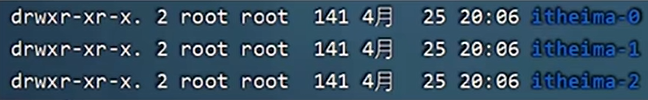 drwxr-xr-x. 2 root root 141 4月 25 20:06 itheima-0
drwxr-xr-x. 2 root root 141 4月 25 20:06 itheima-1
drwxr-xr-x. 2 root root 141 4月 25 20:06 itheima-2